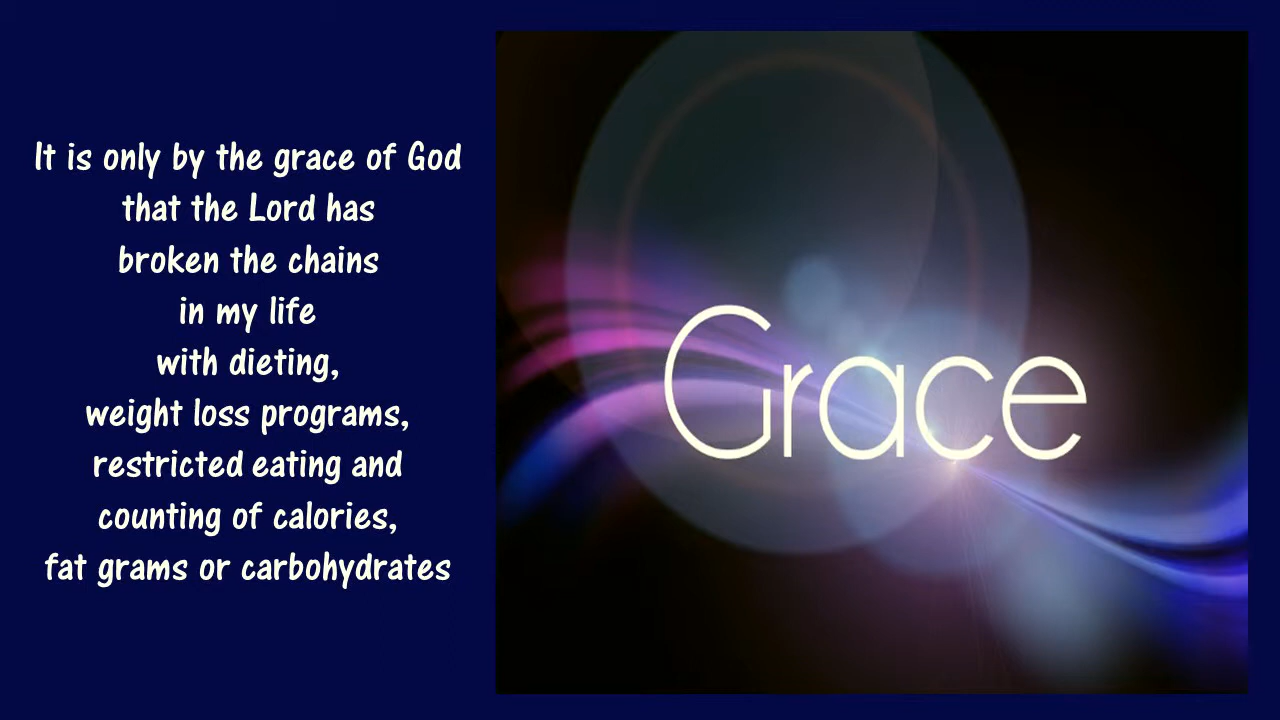 It is only by the grace of God
that the Lord has
broken the chains
in my life
with dieting,
weight loss programs,
restricted eating and
counting of calories,
fat grams or carbohydrates
Grace